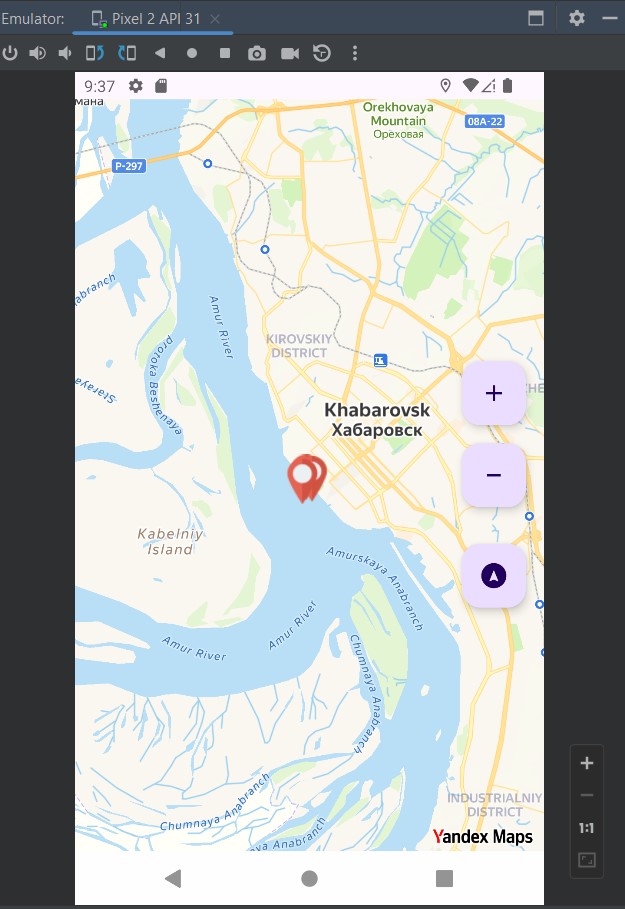 Emulator:
Pixel 2 API 31
9:37
мана
Orekhovaya
Mountain
Ореховая
08A-22
P-297
Amur River
Protoka Beshenaya
Staraya
KIROVSKIY
DISTRICT
Khabarovsk
Хабаровск
+
−
Kabelniy
Island
Amurskaya Anabranch
Amur River
Amur River
Chumnaya Anabranch
Chumnaya Anabranch
Anabranch
INDUSTRIALNIY
DISTRICT
Yandex Maps
+
−
1:1